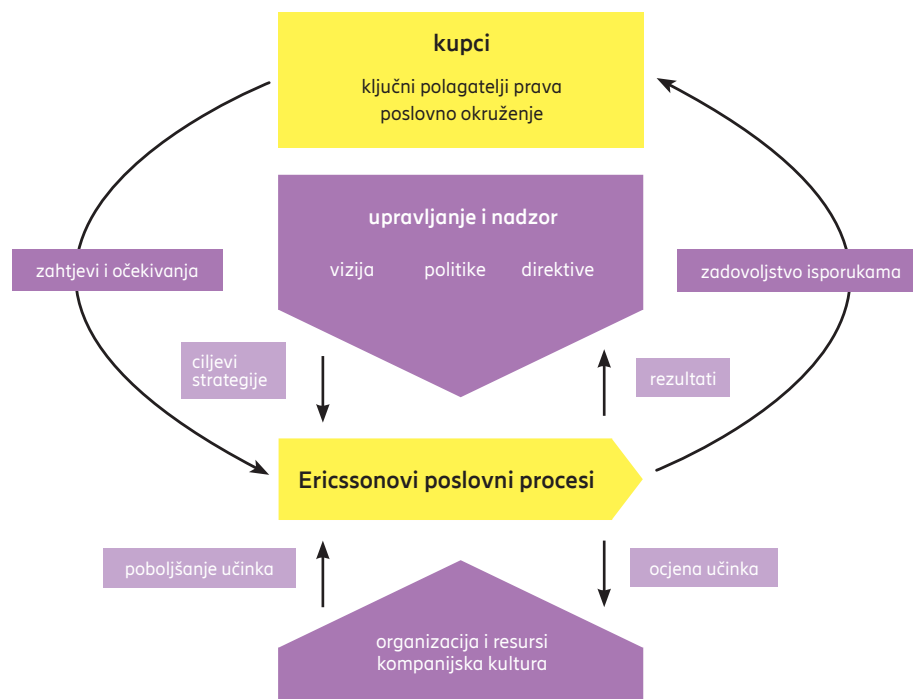 kupci
ključni polagatelji prava
poslovno okruženje
upravljanje i nadzor
vizija politike direktive
zahtjevi i očekivanja
zadovoljstvo isporukama
ciljevi
strategije
rezultati
Ericssonovi poslovni procesi
poboljšanje učinka
ocjena učinka
organizacija i resursi
kompanijska kultura